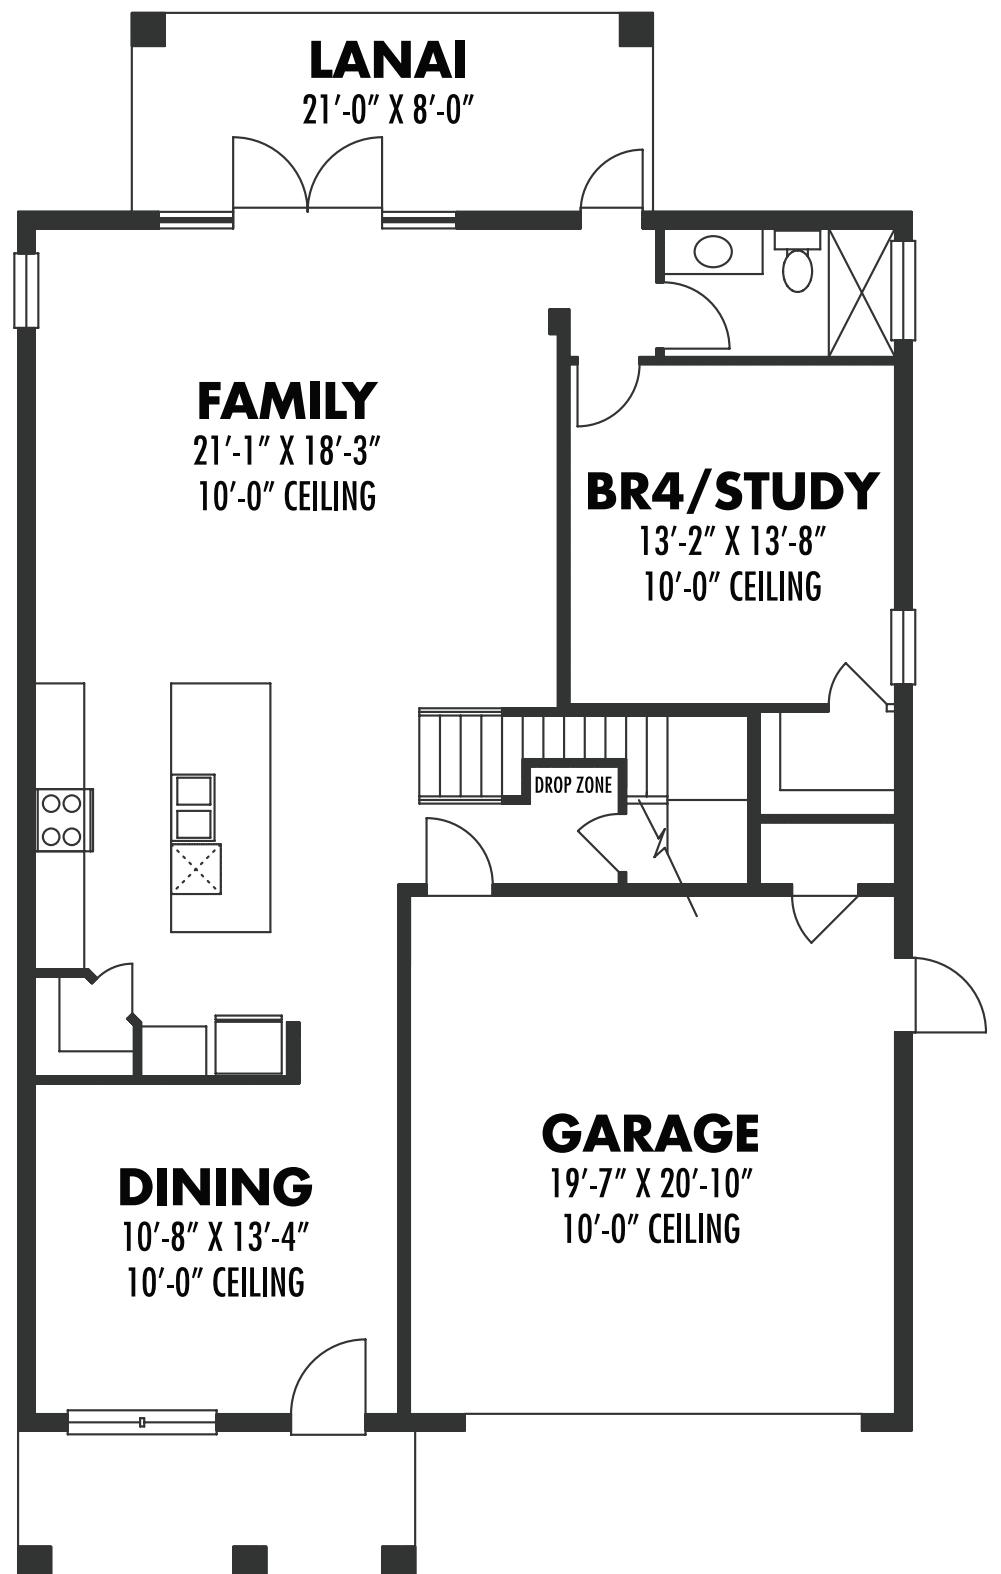 LANAI
21'-0" X 8'-0"
FAMILY
21'-1" X 18'-3"
10'-0" CEILING
BR4/STUDY
13'-2" X 13'-8"
10'-0" CEILING
DROP ZONE
GARAGE
19'-7" X 20'-10"
10'-0" CEILING
DINING
10'-8" X 13'-4"
10'-0" CEILING